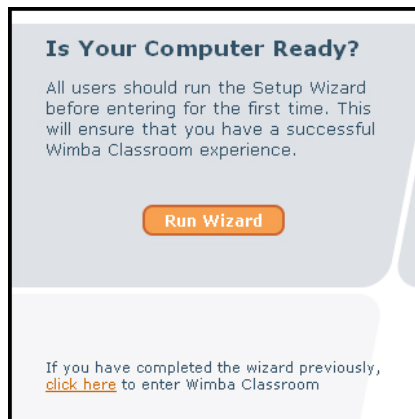 Is Your Computer Ready?
All users should run the Setup Wizard
before entering for the first time. This
will ensure that you have a successful
Wimba Classroom experience.
Run Wizard
If you have completed the wizard previously,
click here to enter Wimba Classroom